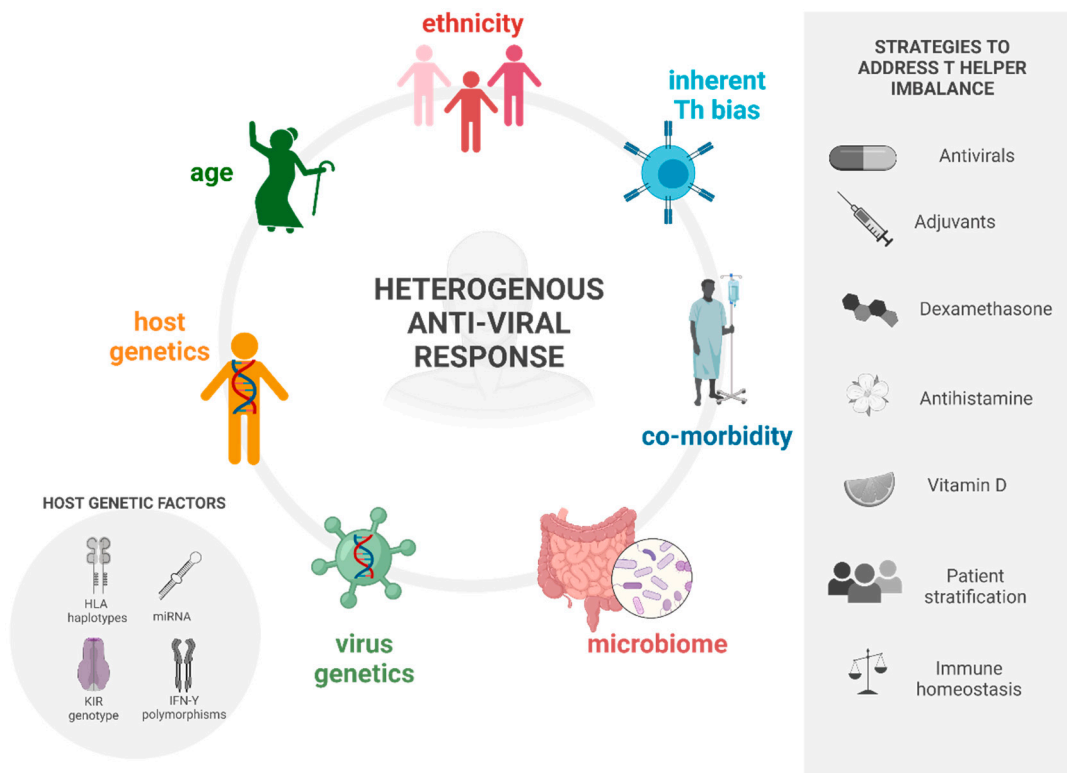 ethnicity
inherent
Th bias
age
HETEROGENOUS
ANTI-VIRAL
RESPONSE
host
genetics
co-morbidity
virus
genetics
microbiome
HOST GENETIC FACTORS
HLA
haplotypes
miRNA
KIR
genotype
IFN-Y
polymorphisms
STRATEGIES TO
ADDRESS T HELPER
IMBALANCE
Antivirals
Adjuvants
Dexamethasone
Antihistamine
Vitamin D
Patient
stratification
Immune
homeostasis